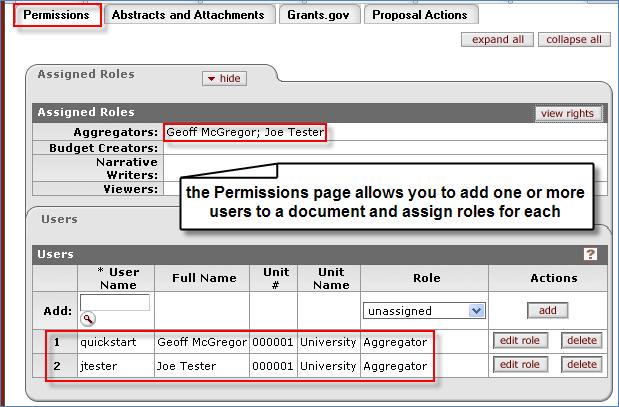 Permissions Abstracts and Attachments Grants.gov Proposal Actions
expand all collapse all
Assigned Roles hide
Assigned Roles view rights
Aggregators: Geoff McGregor; Joe Tester
Budget Creators:
Narrative
Writers:
Viewers:
the Permissions page allows you to add one or more
users to a document and assign roles for each
Users
Users ?
* User Name Full Name Unit # Unit Name Role Actions
Add: unassigned add
1 quickstart Geoff McGregor 000001 University Aggregator edit role delete
2 jtester Joe Tester 000001 University Aggregator edit role delete